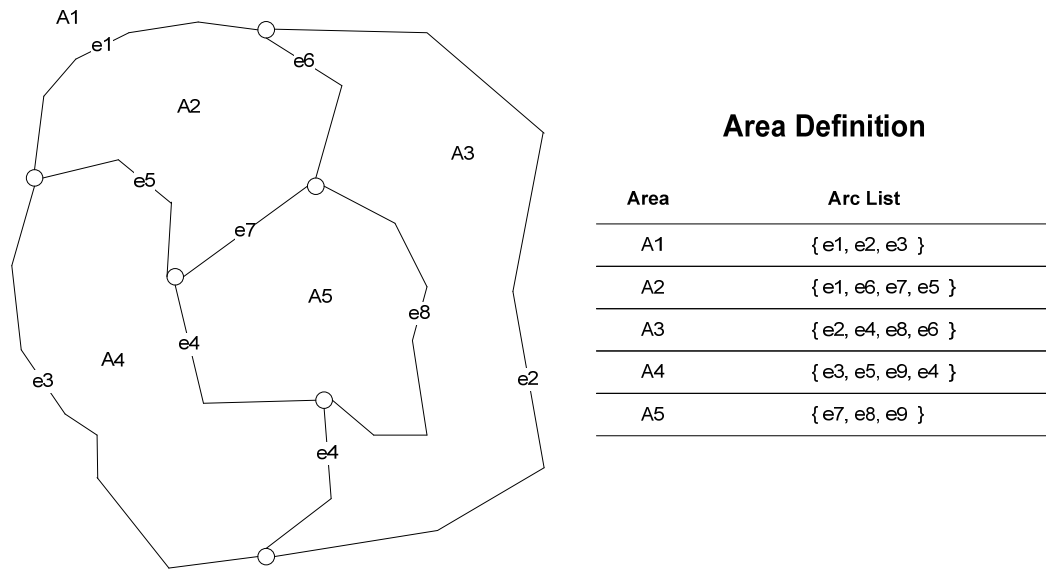 A1
e1
e6
A2
A3
e5
e7
A5
e8
e4
A4
e3
e2
e4
Area Definition
Area Arc List
A1 { e1, e2, e3 }
A2 { e1, e6, e7, e5 }
A3 { e2, e4, e8, e6 }
A4 { e3, e5, e9, e4 }
A5 { e7, e8, e9 }